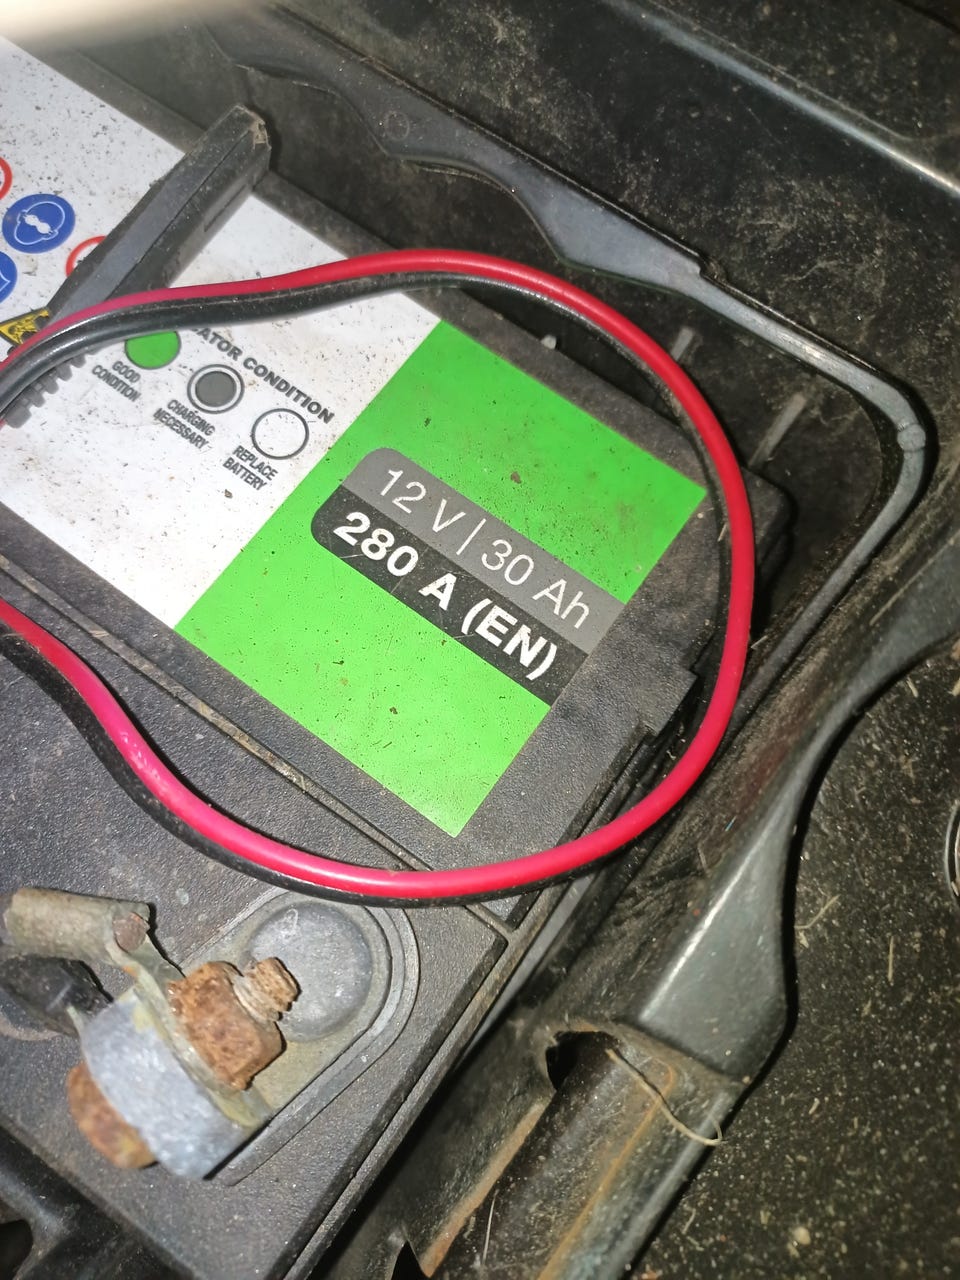 ATOR CONDITION
GOOD
CONDITION
CHARGING
NECESSARY
REPLACE
BATTERY
12 V | 30 Ah
280 A (EN)